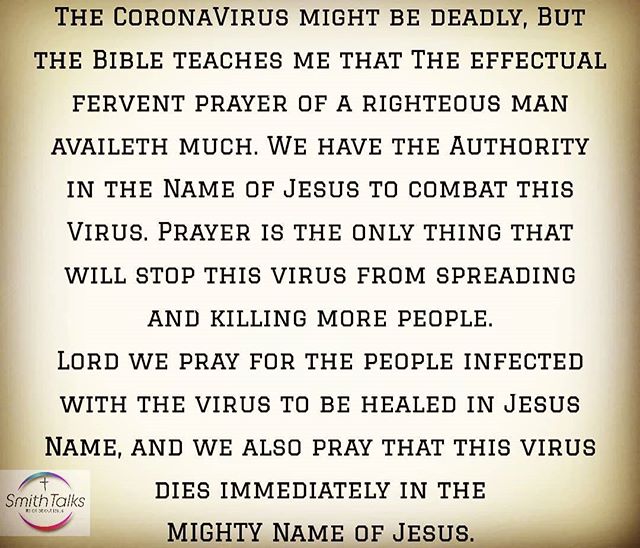 The CoronaVirus might be deadly, But
the Bible teaches me that The effectual
fervent prayer of a righteous man
availeth much. We have the Authority
in the Name of Jesus to combat this
Virus. Prayer is the only thing that
will stop this virus from spreading
and killing more people.
Lord we pray for the people infected
with the virus to be healed in Jesus
Name, and we also pray that this virus
dies immediately in the
MIGHTY Name of Jesus.
SmithTalks